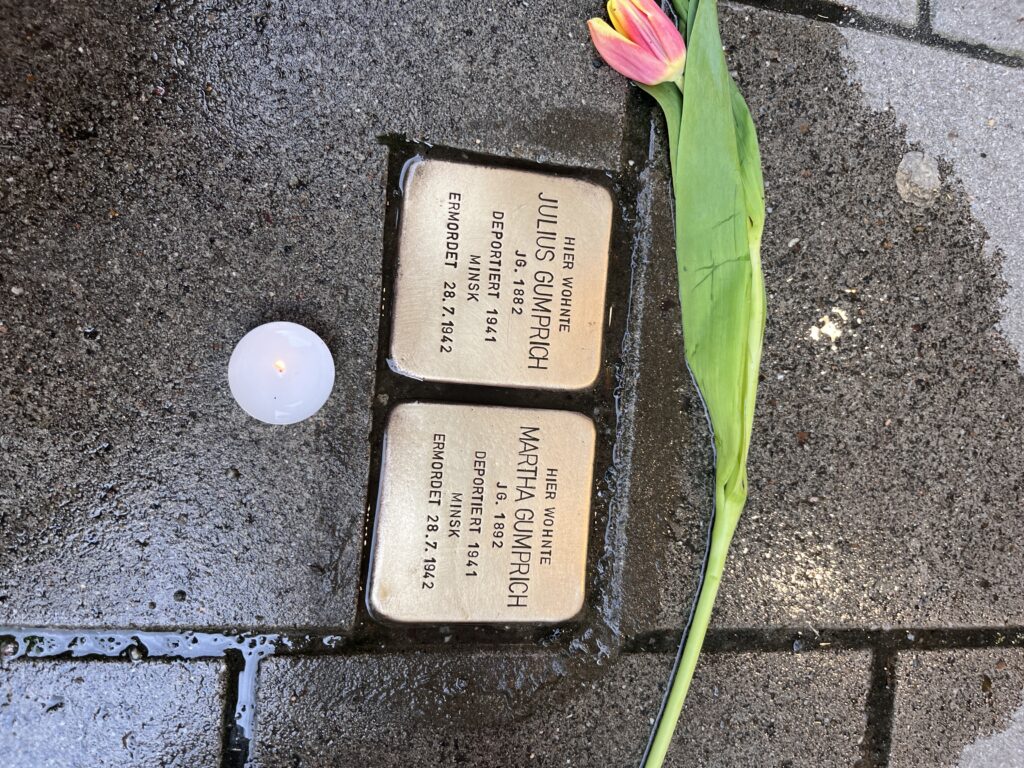 HIER WOHNTE
JULIUS GUMPRICH
JG. 1882
DEPORTIERT 1941
MINSK
ERMORDET 28.7.1942
HIER WOHNTE
MARTHA GUMPRICH
JG. 1892
DEPORTIERT 1941
MINSK
ERMORDET 28.7.1942